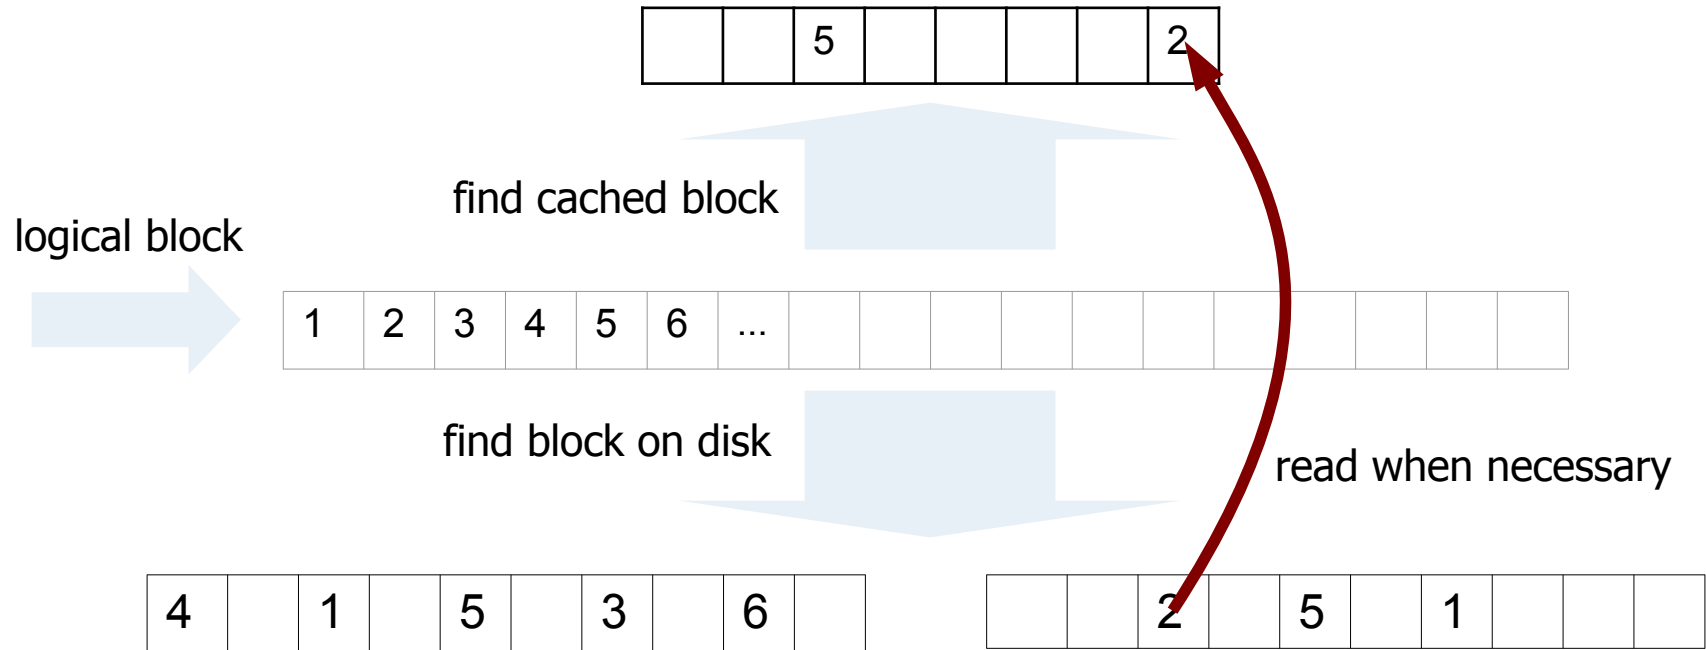 5 2
find cached block
logical block
1 2 3 4 5 6 ...
find block on disk
read when necessary
4 1 5 3 6
2 5 1